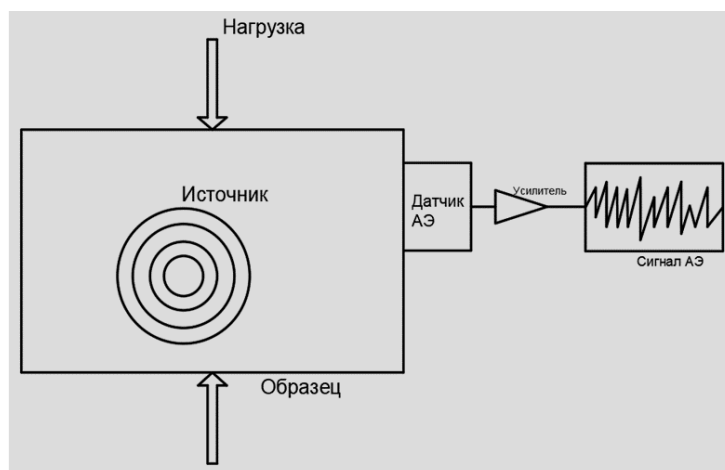 Нагрузка
Источник
Датчик
АЭ
Усилитель
Сигнал АЭ
Образец